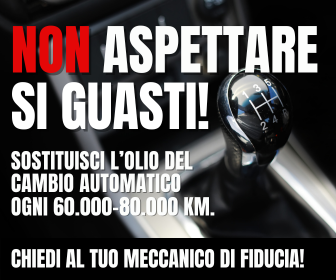 NON ASPETTARE
SI GUASTI!
SOSTITUISCI L'OLIO DEL
CAMBIO AUTOMATICO
OGNI 60.000-80.000 KM.
CHIEDI AL TUO MECCANICO DI FIDUCIA!